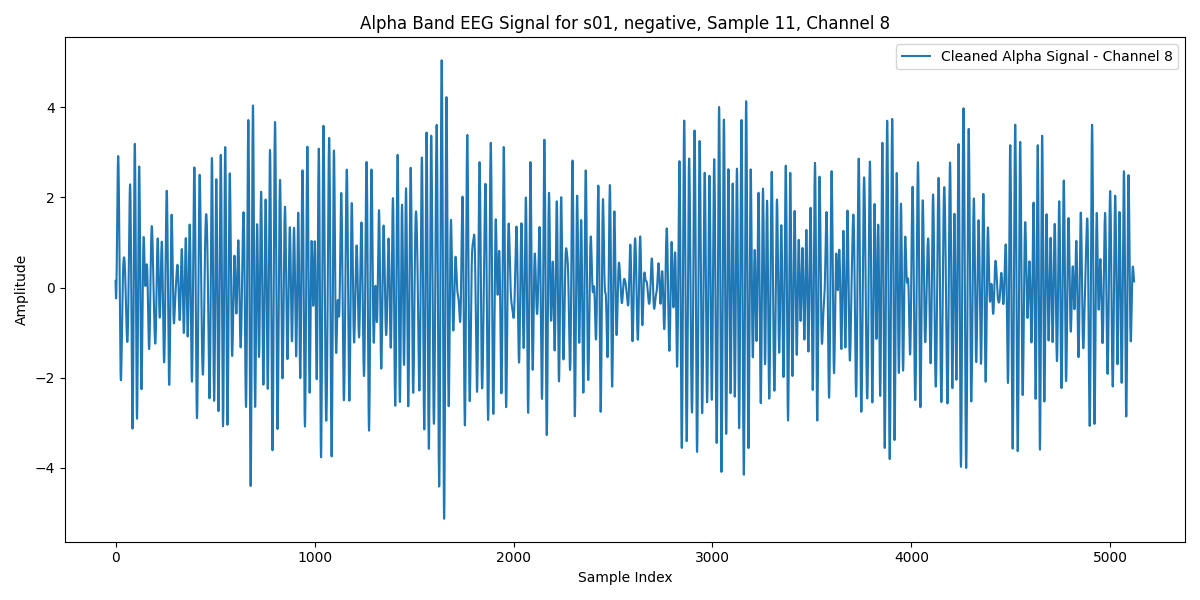 Alpha Band EEG Signal for s01, negative, Sample 11, Channel 8
Cleaned Alpha Signal - Channel 8
Amplitude
4
2
0
−2
−4
0 1000 2000 3000 4000 5000
Sample Index